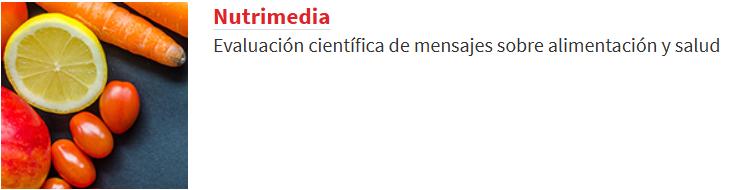 Nutrimedia
Evaluación científica de mensajes sobre alimentación y salud